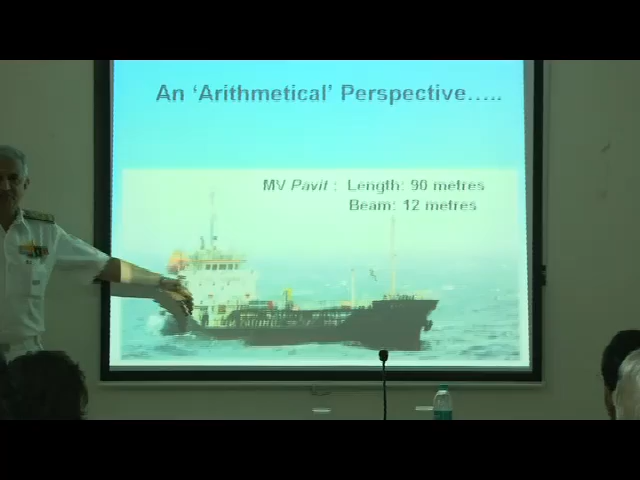 An ‘Arithmetical’ Perspective…..
MV Pavit : Length: 90 metres
Beam: 12 metres